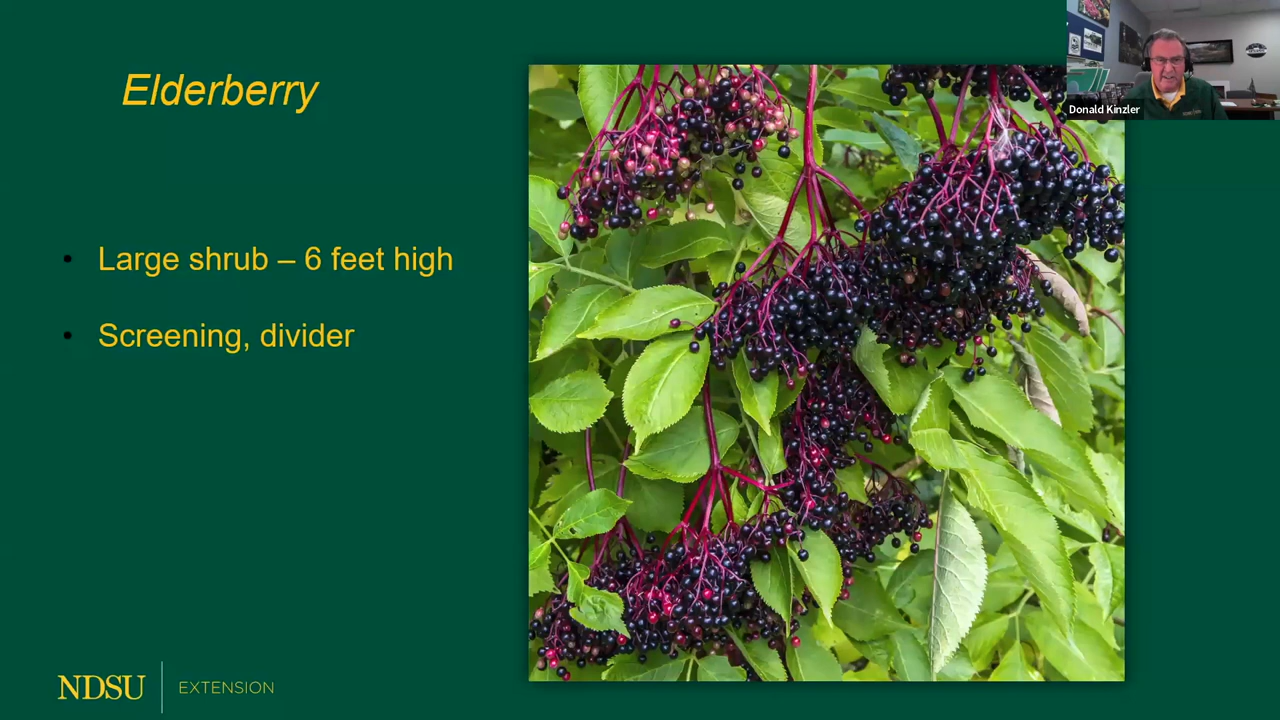 Elderberry
Donald Kinzler
• Large shrub – 6 feet high
• Screening, divider
NDSU EXTENSION